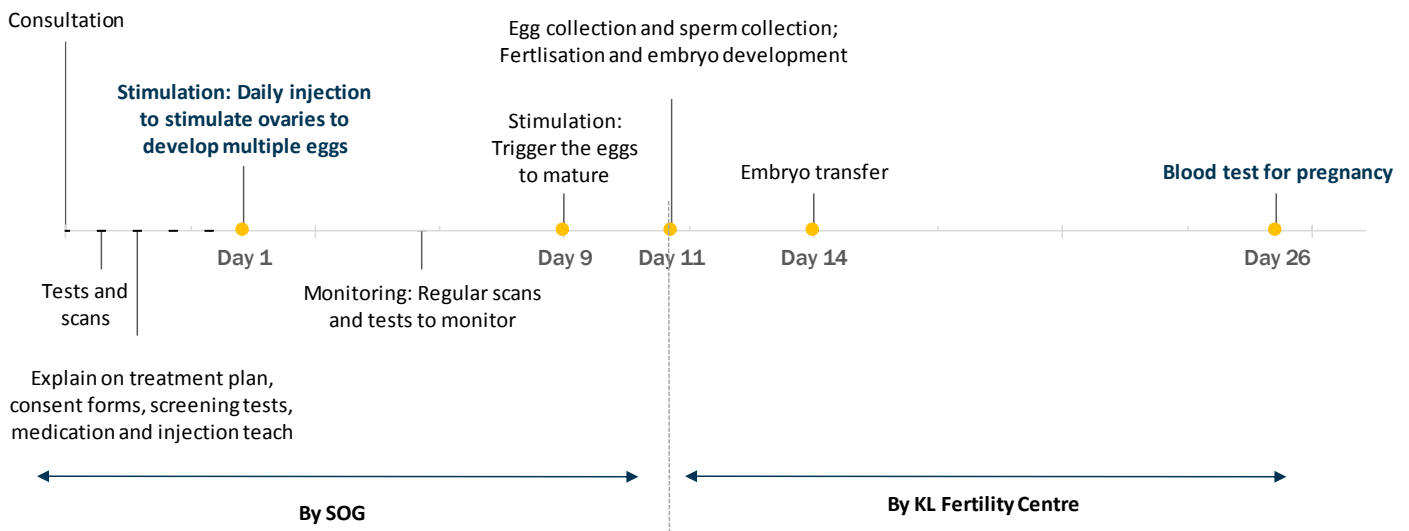 Consultation
Egg collection and sperm collection;
Fertlisation and embryo development
Stimulation: Daily injection
to stimulate ovaries to
develop multiple eggs
Stimulation:
Trigger the eggs
to mature
Embryo transfer
Blood test for pregnancy
Day 1
Day 9
Day 11
Day 14
Day 26
Tests and
scans
Monitoring: Regular scans
and tests to monitor
Explain on treatment plan,
consent forms, screening tests,
medication and injection teach
By SOG
By KL Fertility Centre